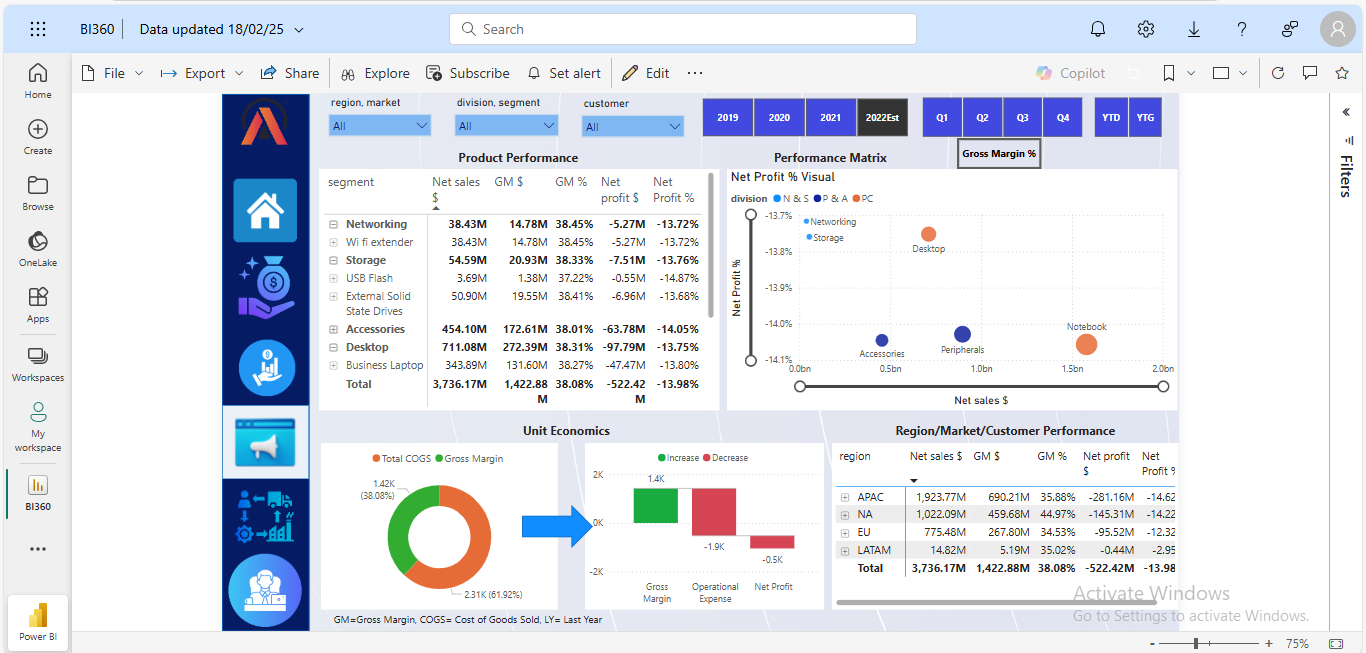 BI360 Data updated 18/02/25 Search
File Export Share Explore Subscribe Set alert Edit Copilot
Home
Create
Browse
OneLake
Apps
Workspaces
My
workspace
BI360
Power BI
region, market division, segment customer
All All All
2019 2020 2021 2022Est Q1 Q2 Q3 Q4 YTD YTG
Gross Margin %
Filters
Product Performance
segment Net sales $ GM $ GM % Net profit $ Net Profit %
Networking 38.43M 14.78M 38.45% -5.27M -13.72%
Wi fi extender 38.43M 14.78M 38.45% -5.27M -13.72%
Storage 54.59M 20.93M 38.33% -7.51M -13.76%
USB Flash 3.69M 1.38M 37.22% -0.55M -14.87%
External Solid State Drives 50.90M 19.55M 38.41% -6.96M -13.68%
Accessories 454.10M 172.61M 38.01% -63.78M -14.05%
Desktop 711.08M 272.39M 38.31% -97.79M -13.75%
Business Laptop 343.89M 131.60M 38.27% -47.47M -13.80%
Total 3,736.17M 1,422.88M 38.08% -522.42M -13.98%
Performance Matrix
Net Profit % Visual
division N & S P & A PC
-13.7%
-13.8%
-13.9%
-14.0%
-14.1%
Net Profit %
Networking
Storage
Desktop
Notebook
Accessories
Peripherals
0.0bn 0.5bn 1.0bn 1.5bn 2.0bn
Net sales $
Unit Economics
Total COGS Gross Margin
1.42K
(38.08%)
2.31K (61.92%)
Increase Decrease
2K
0K
-2K
1.4K
-1.9K
-0.5K
Gross Margin
Operational Expense
Net Profit
GM=Gross Margin, COGS= Cost of Goods Sold, LY= Last Year
Region/Market/Customer Performance
region Net sales $ GM $ GM % Net profit $ Net Profit %
APAC 1,923.77M 690.21M 35.88% -281.16M -14.62
NA 1,022.09M 459.68M 44.97% -145.31M -14.22
EU 775.48M 267.80M 34.53% -95.52M -12.32
LATAM 14.82M 5.19M 35.02% -0.44M -2.95
Total 3,736.17M 1,422.88M 38.08% -522.42M -13.98
Activate Windows
Go to Settings to activate Windows.
75%